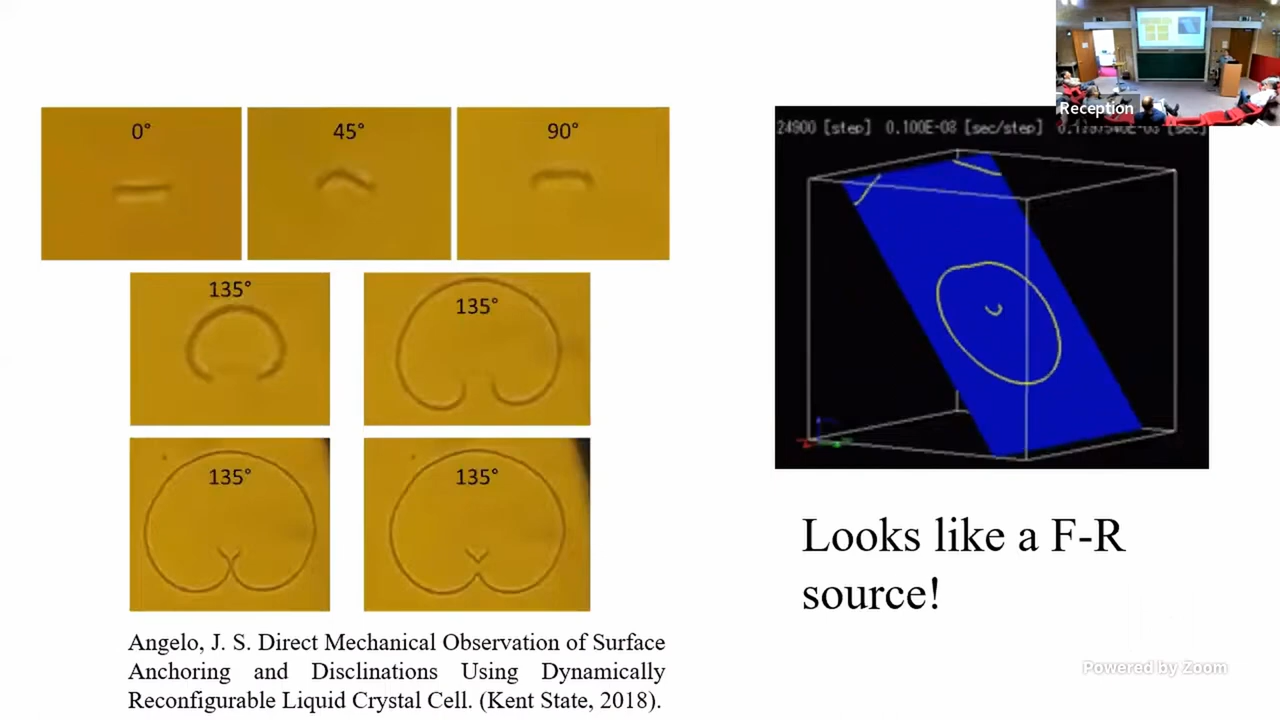 0°
45°
90°
135°
135°
135°
135°
Angelo, J. S. Direct Mechanical Observation of Surface
Anchoring and Disclinations Using Dynamically
Reconfigurable Liquid Crystal Cell. (Kent State, 2018).
24900 [step] 0.100E-08 [sec/step]
Looks like a F-R
source!
Reception
Powered by Zoom